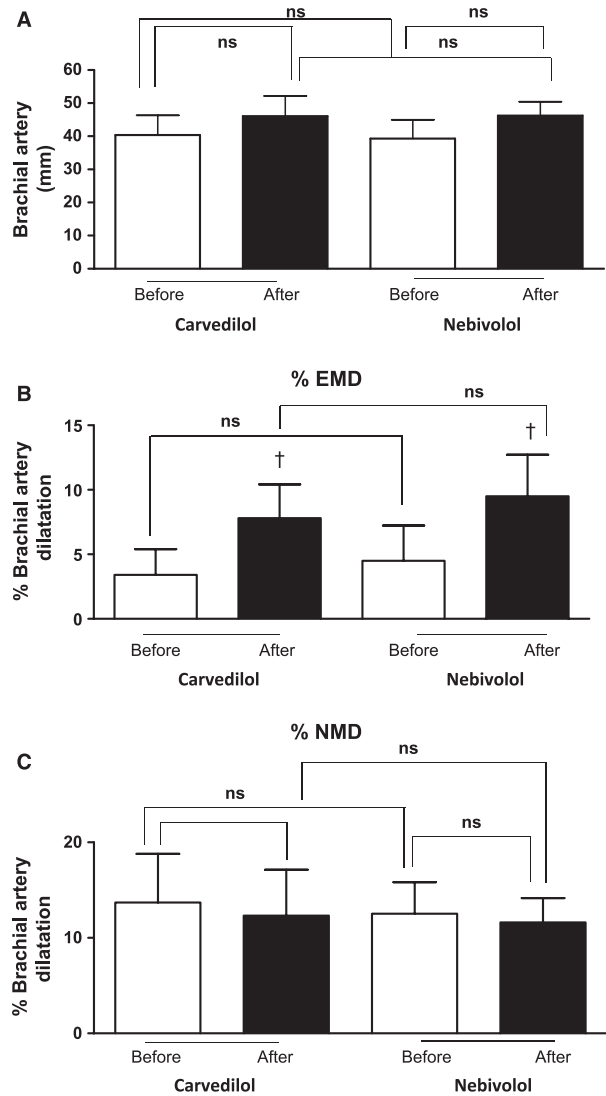 A
ns
ns
ns
ns
Brachial artery
(mm)
60
50
40
30
20
10
0
Before
After
Before
After
Carvedilol
Nebivolol
B
% EMD
ns
ns
†
†
% Brachial artery
dilatation
15
10
5
0
Before
After
Before
After
Carvedilol
Nebivolol
C
% NMD
ns
ns
ns
% Brachial artery
dilatation
20
10
0
Before
After
Before
After
Carvedilol
Nebivolol